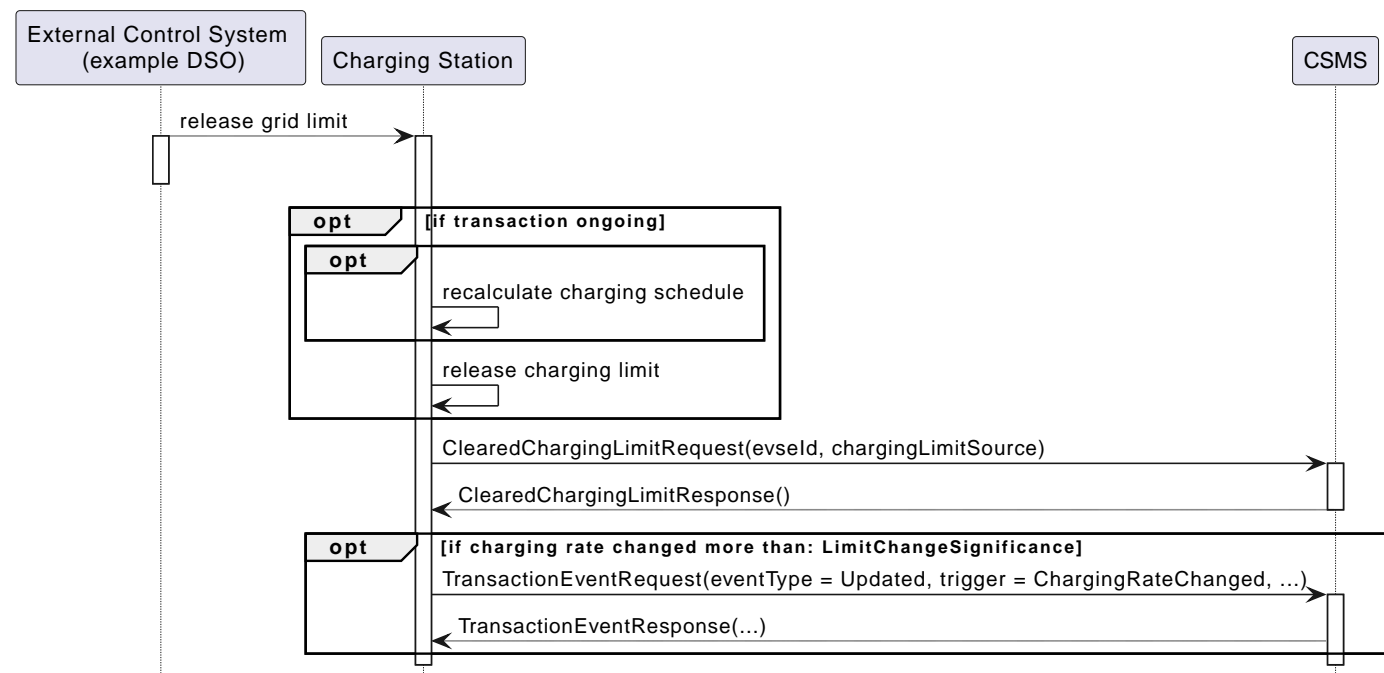 External Control System
(example DSO)
Charging Station
CSMS
release grid limit
opt
[if transaction ongoing]
opt
recalculate charging schedule
release charging limit
ClearedChargingLimitRequest(evseId, chargingLimitSource)
ClearedChargingLimitResponse()
opt
[if charging rate changed more than: LimitChangeSignificance]
TransactionEventRequest(eventType = Updated, trigger = ChargingRateChanged, ...)
TransactionEventResponse(...)